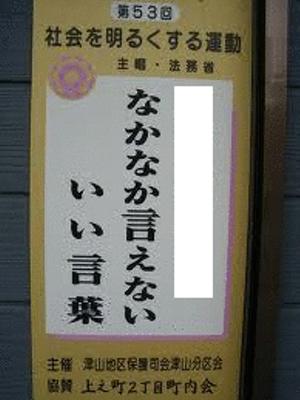 第53回
社会を明るくする運動
主唱・法務省
なかなか言えない
いい言葉
主催 津山地区保護司会津山分区会
協賛 上之町2丁目町内会